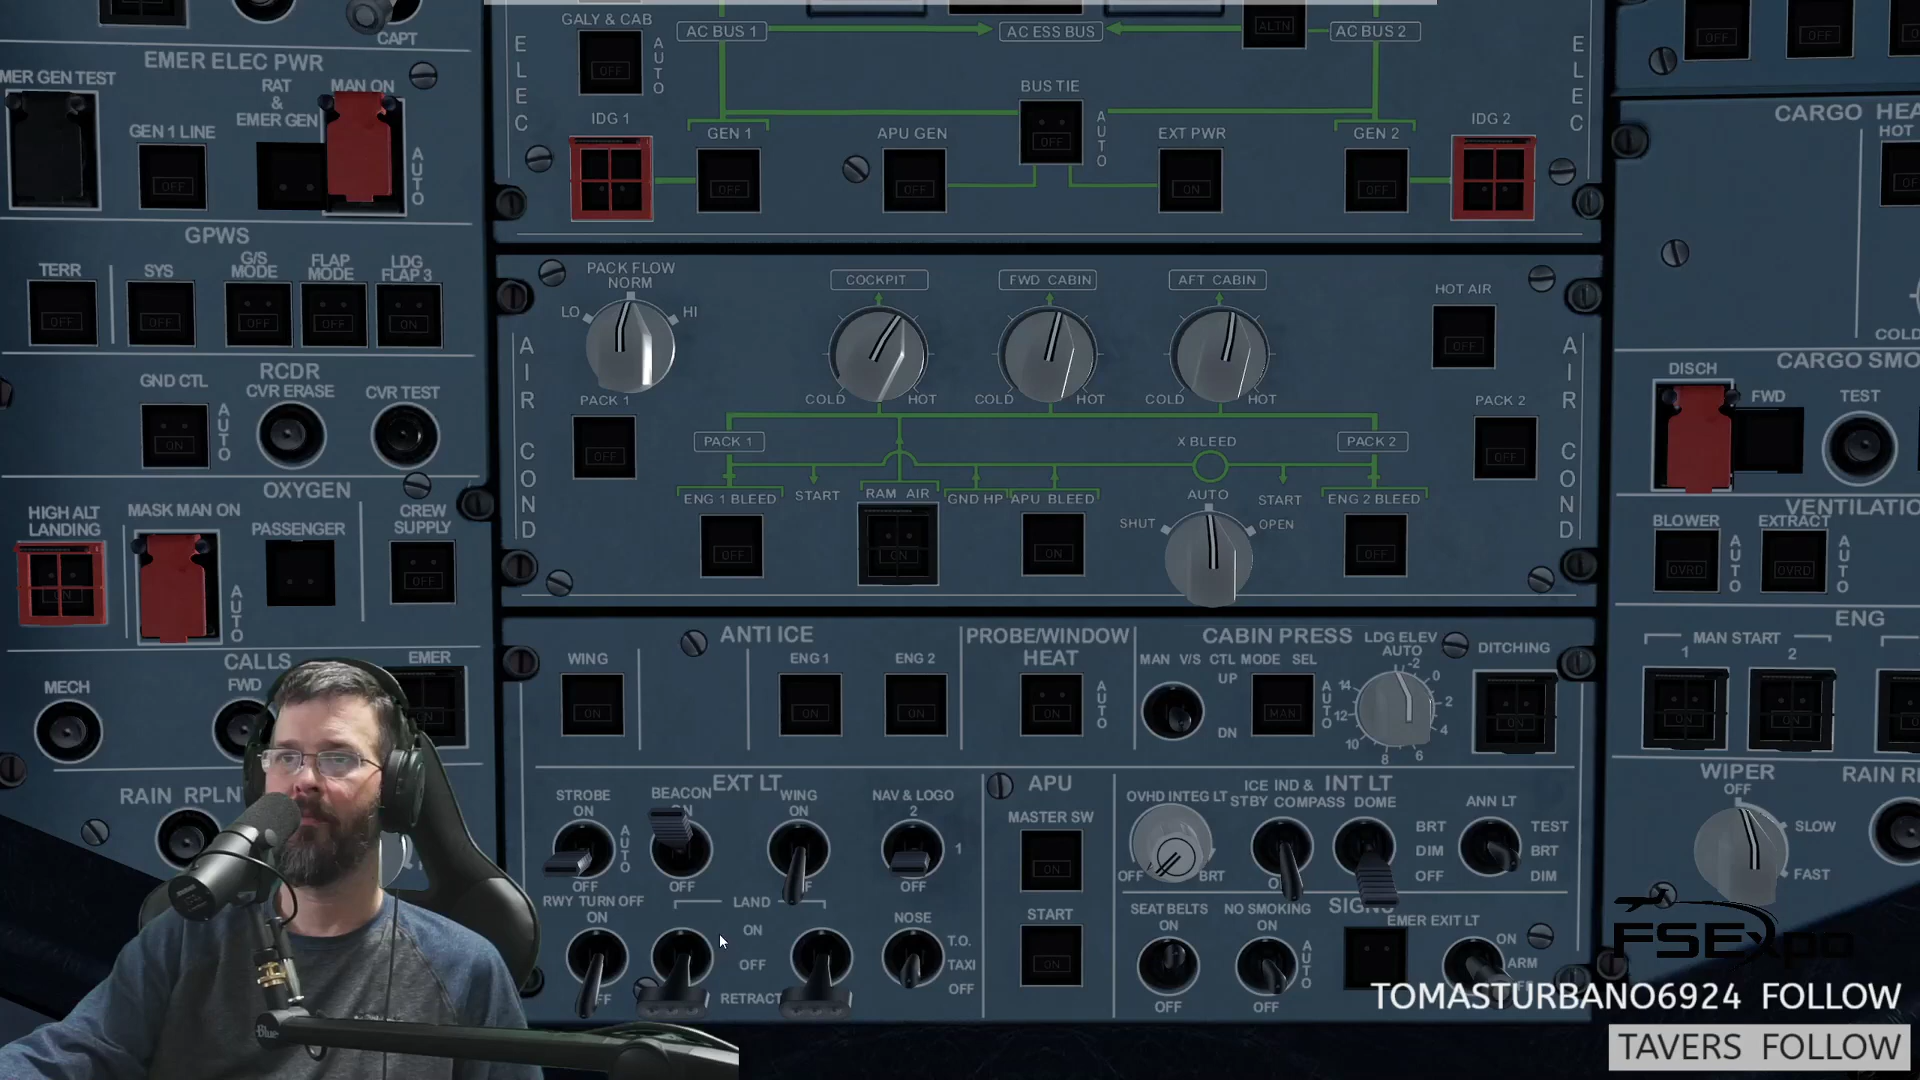 CAPT
EMER ELEC PWR
MER GEN TEST
RAT
&
EMER GEN
MAN ON
GEN 1 LINE
OFF
AUTO
GPWS
TERR
SYS
G/S
MODE
FLAP
MODE
LDG
FLAP 3
OFF
OFF
OFF
OFF
ON
RCDR
GND CTL
CVR ERASE
CVR TEST
ON
AUTO
OXYGEN
HIGH ALT
LANDING
MASK MAN ON
PASSENGER
CREW
SUPPLY
ON
AUTO
OFF
CALLS
MECH
FWD
EMER
ON
RAIN RPLNT
GALY & CAB
OFF
AUTO
ELEC
AC BUS 1
AC ESS BUS
ALTN
AC BUS 2
ELEC
BUS TIE
OFF
AUTO
IDG 1
GEN 1
APU GEN
EXT PWR
GEN 2
IDG 2
OFF
OFF
ON
OFF
PACK FLOW
NORM
LO
HI
COCKPIT
FWD CABIN
AFT CABIN
HOT AIR
OFF
AIR COND
COLD
HOT
COLD
HOT
COLD
HOT
AIR COND
PACK 1
OFF
PACK 2
OFF
PACK 1
X BLEED
PACK 2
ENG 1 BLEED
START
RAM AIR
GND HP
APU BLEED
AUTO
START
ENG 2 BLEED
SHUT
OPEN
OFF
ON
ON
OFF
ANTI ICE
WING
ENG 1
ENG 2
ON
ON
ON
PROBE/WINDOW
HEAT
ON
AUTO
CABIN PRESS
MAN V/S CTL
MODE SEL
LDG ELEV
AUTO
DITCHING
UP
DN
MAN
AUTO
-2
0
2
4
6
8
10
12
14
ON
EXT LT
STROBE
ON
AUTO
OFF
BEACON
ON
OFF
WING
ON
NAV & LOGO
2
1
OFF
RWY TURN OFF
ON
LAND
ON
OFF
RETRACT
NOSE
T.O.
TAXI
OFF
APU
MASTER SW
ON
START
ON
INT LT
OVHD INTEG LT
OFF
BRT
ICE IND &
STBY COMPASS
DOME
BRT
DIM
OFF
ANN LT
TEST
BRT
DIM
SIGNS
SEAT BELTS
ON
OFF
NO SMOKING
ON
AUTO
OFF
EMER EXIT LT
ON
ARM
OFF
OFF
OFF
CARGO HEA
HOT
OF
COLD
CARGO SMO
DISCH
FWD
TEST
VENTILATIO
BLOWER
EXTRACT
OVRD
AUTO
OVRD
AUTO
ENG
MAN START
1
2
ON
ON
WIPER
OFF
SLOW
FAST
RAIN R
FSExpo
TOMASTURBANO6924 FOLLOW
TAVERS FOLLOW
Blue